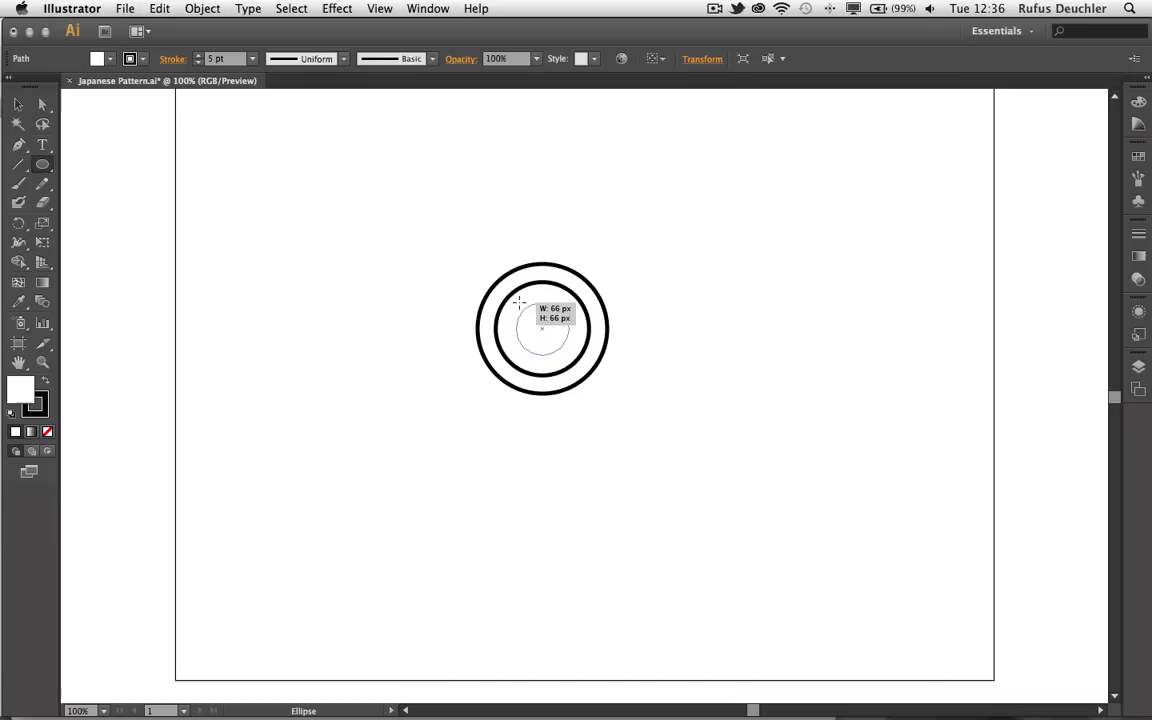 Illustrator File Edit Object Type Select Effect View Window Help (99%) Tue 12:36 Rufus Deuchler
Ai Br Essentials
Path Stroke: 5 pt Uniform Basic Opacity: 100% Style: Transform
× Japanese Pattern.ai* @ 100% (RGB/Preview)
T
W: 66 px
H: 66 px
100% 1 Ellipse